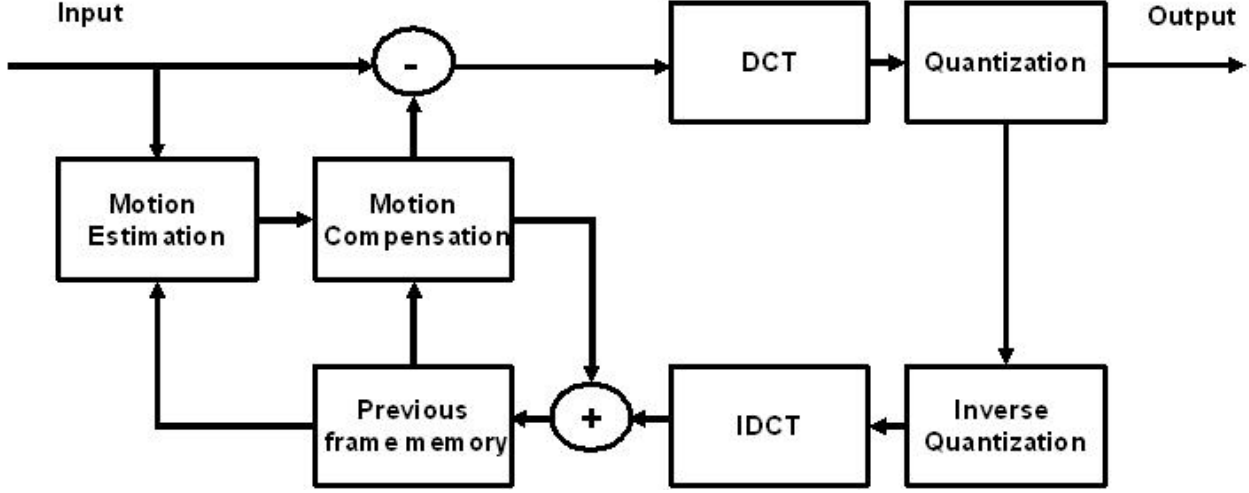 Input
Output
-
DCT
Quantization
Motion
Estimation
Motion
Compensation
Previous
frame memory
+
IDCT
Inverse
Quantization